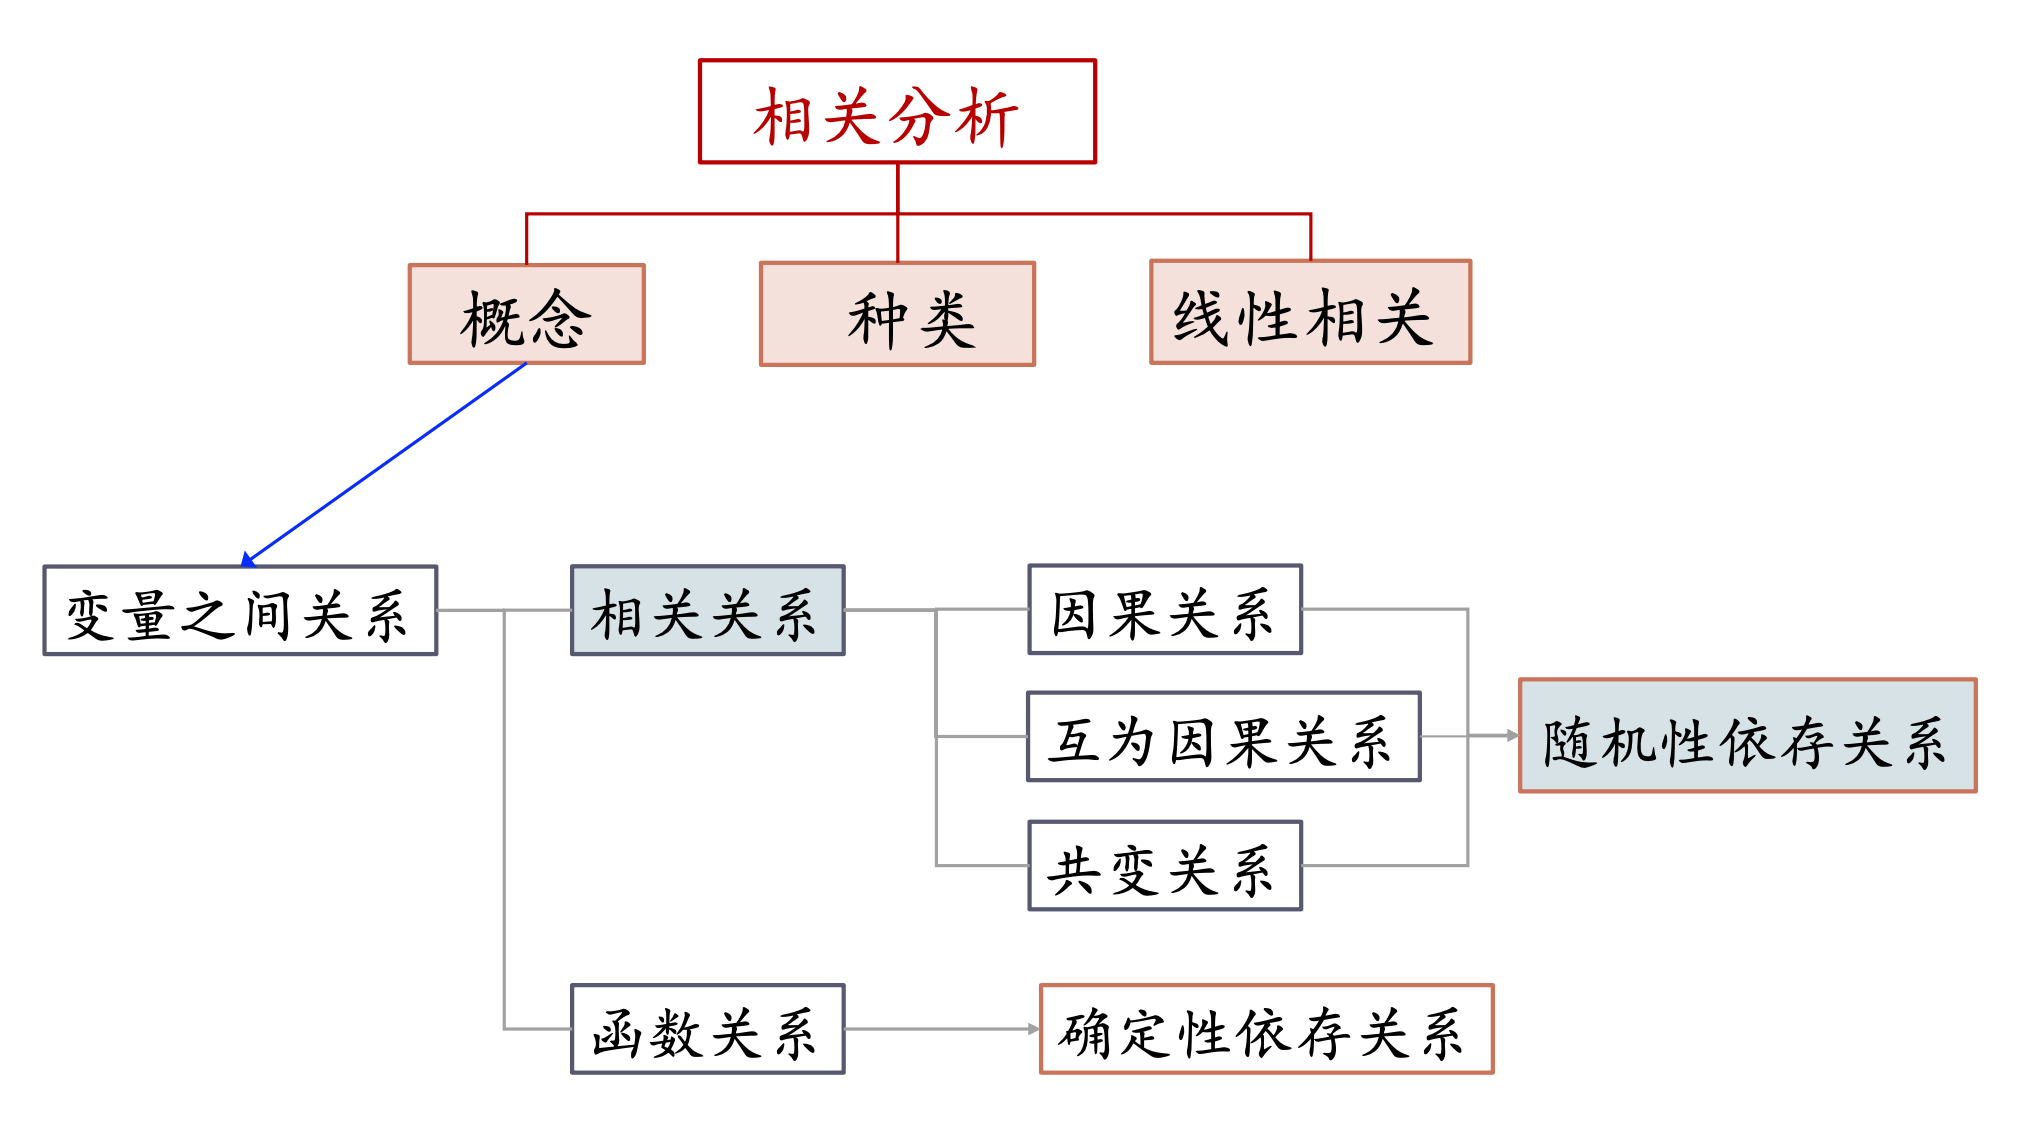 相关分析
概念
种类
线性相关
变量之间关系
相关关系
因果关系
互为因果关系
随机性依存关系
共变关系
函数关系
确定性依存关系